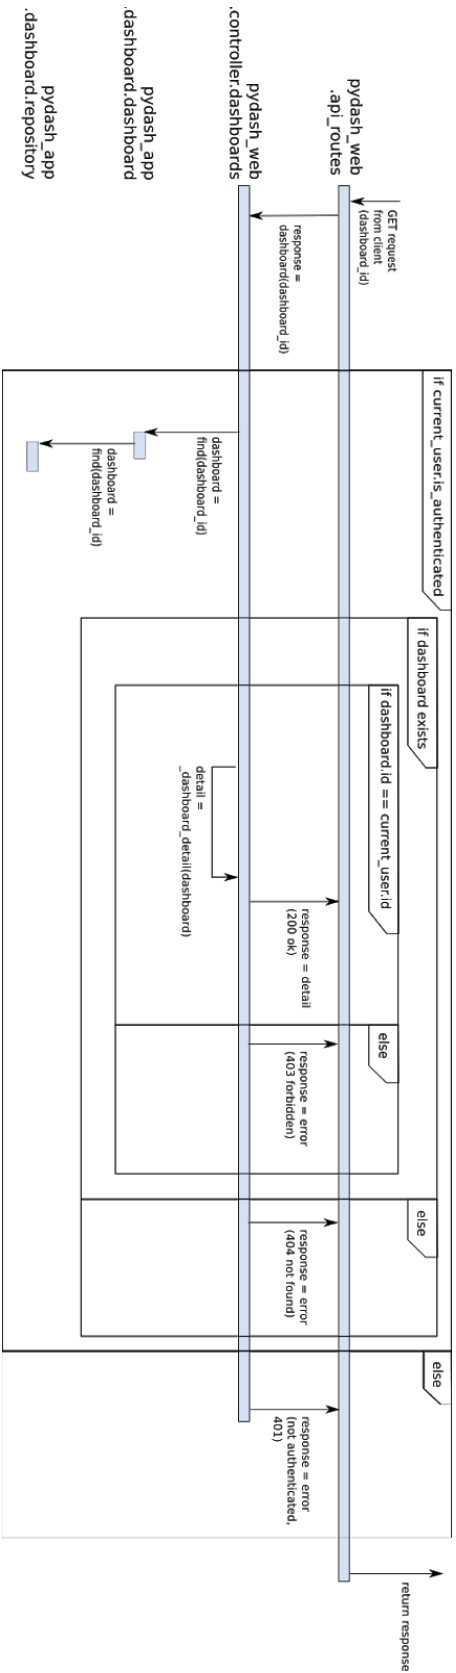 pydash_web
.api_routes
pydash_web
.controller.dashboards
pydash_app
.dashboard.dashboard
pydash_app
.dashboard.repository
GET request
from client
(dashboard_id)
response =
dashboard(dashboard_id)
if current_user.is_authenticated
dashboard =
find(dashboard_id)
dashboard =
find(dashboard_id)
if dashboard exists
if dashboard.id == current_user.id
detail =
_dashboard_detail(dashboard)
response = detail
(200 ok)
else
response = error
(403 forbidden)
else
response = error
(404 not found)
else
response = error
(not authenticated,
401)
return response